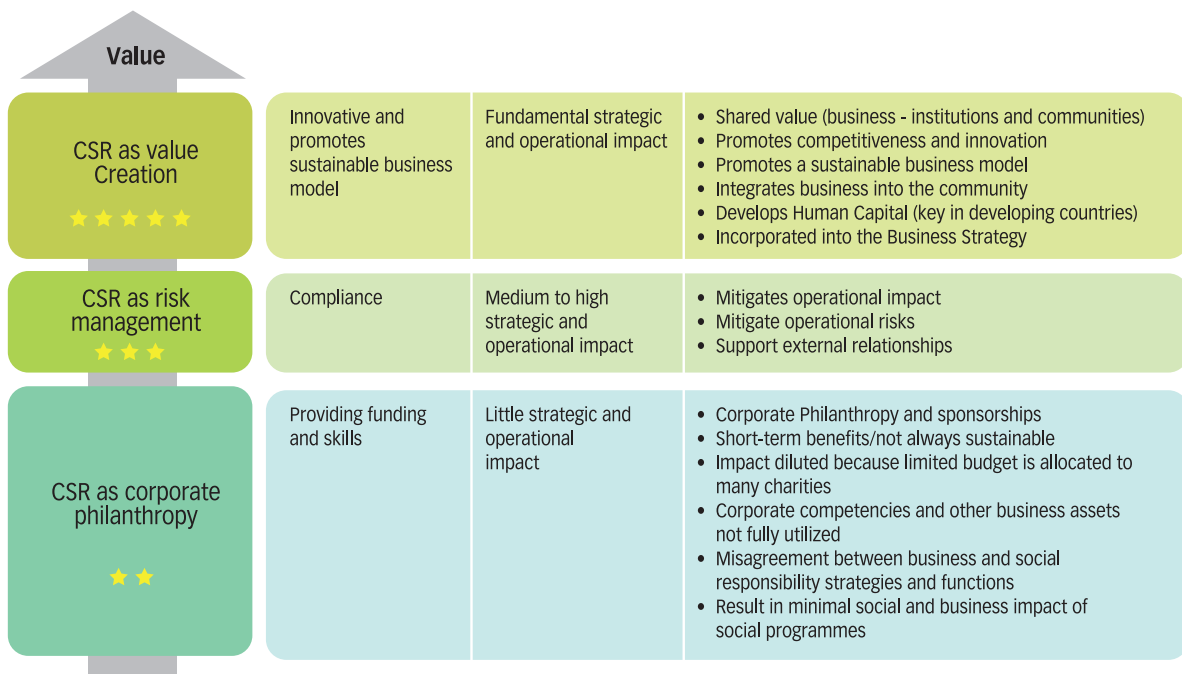 Value
CSR as value
Creation
Innovative and
promotes
sustainable business
model
Fundamental strategic
and operational impact
• Shared value (business - institutions and communities)
• Promotes competitiveness and innovation
• Promotes a sustainable business model
• Integrates business into the community
• Develops Human Capital (key in developing countries)
• Incorporated into the Business Strategy
CSR as risk
management
Compliance
Medium to high
strategic and
operational impact
• Mitigates operational impact
• Mitigate operational risks
• Support external relationships
CSR as corporate
philanthropy
Providing funding
and skills
Little strategic and
operational
impact
• Corporate Philanthropy and sponsorships
• Short-term benefits/not always sustainable
• Impact diluted because limited budget is allocated to
many charities
• Corporate competencies and other business assets
not fully utilized
• Misagreement between business and social
responsibility strategies and functions
• Result in minimal social and business impact of
social programmes